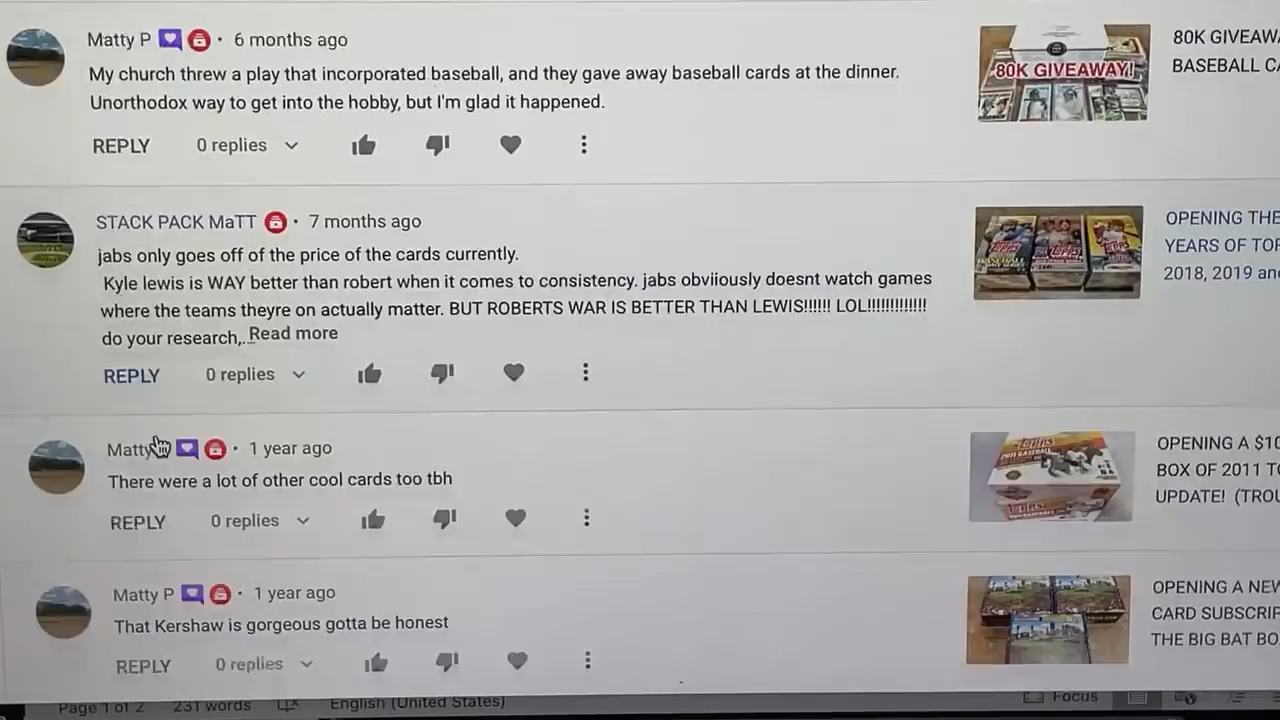 Matty P · 6 months ago
My church threw a play that incorporated baseball, and they gave away baseball cards at the dinner.
Unorthodox way to get into the hobby, but I'm glad it happened.
REPLY 0 replies
80K GIVEAWAY!
80K GIVEAWA
BASEBALL CA
STACK PACK MaTT · 7 months ago
jabs only goes off of the price of the cards currently.
Kyle lewis is WAY better than robert when it comes to consistency. jabs obviiously doesnt watch games
where the teams theyre on actually matter. BUT ROBERTS WAR IS BETTER THAN LEWIS!!!!!! LOL!!!!!!!!!!!!!
do your research,...Read more
REPLY 0 replies
Topps
Topps
Topps
OPENING THE
YEARS OF TOP
2018, 2019 and
Matty · 1 year ago
There were a lot of other cool cards too tbh
REPLY 0 replies
Topps
2011 BASEBALL
OPENING A $10
BOX OF 2011 TO
UPDATE! (TROU
Matty P · 1 year ago
That Kershaw is gorgeous gotta be honest
REPLY 0 replies
OPENING A NEW
CARD SUBSCRIP
THE BIG BAT BO
Page 1 of 2 231 words English (United States) Focus